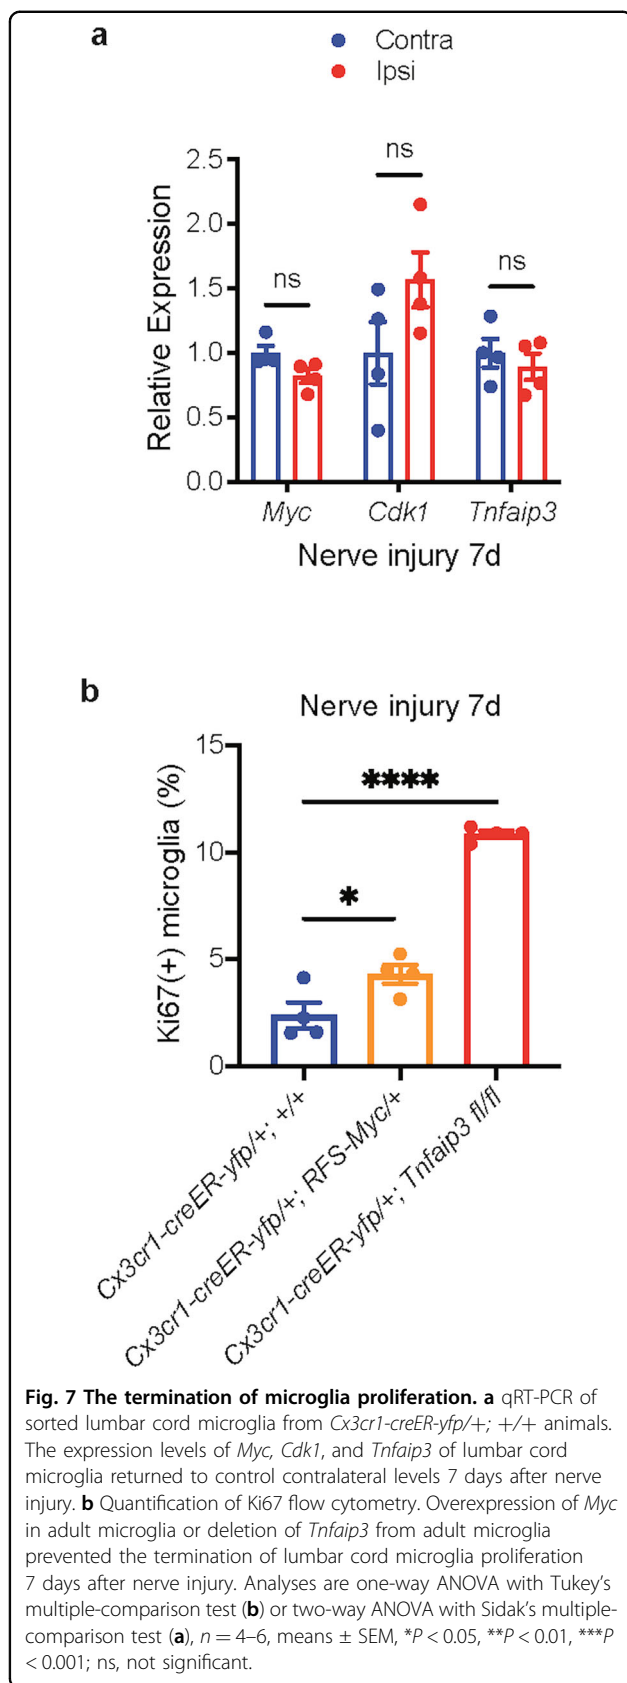 a
Contra
Ipsi
ns
ns
ns
2.5
2.0
1.5
1.0
0.5
0.0
Relative Expression
Myc Cdk1 Tnfaip3
Nerve injury 7d
b
Nerve injury 7d
15
10
5
0
Ki67(+) microglia (%)
****
*
Cx3cr1-creER-yfp/+; +/+
Cx3cr1-creER-yfp/+; RFS-Myc/+
Cx3cr1-creER-yfp/+; Tnfaip3 fl/fl
Fig. 7 The termination of microglia proliferation. a qRT-PCR of
sorted lumbar cord microglia from Cx3cr1-creER-yfp/+; +/+ animals.
The expression levels of Myc, Cdk1, and Tnfaip3 of lumbar cord
microglia returned to control contralateral levels 7 days after nerve
injury. b Quantification of Ki67 flow cytometry. Overexpression of Myc
in adult microglia or deletion of Tnfaip3 from adult microglia
prevented the termination of lumbar cord microglia proliferation
7 days after nerve injury. Analyses are one-way ANOVA with Tukey's
multiple-comparison test (b) or two-way ANOVA with Sidak's multiple-
comparison test (a), n = 4–6, means ± SEM, *P < 0.05, **P < 0.01, ***P
< 0.001; ns, not significant.